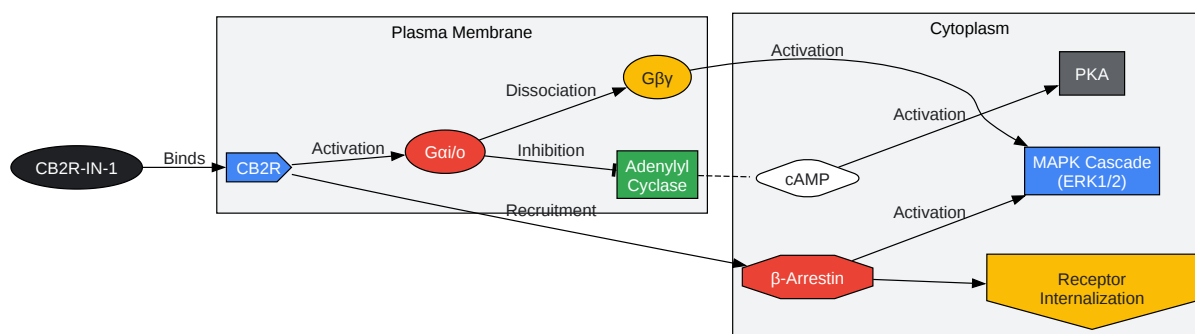 Plasma Membrane
Cytoplasm
CB2R-IN-1
Binds
CB2R
Activation
Gαi/o
Dissociation
Gβγ
Inhibition
Adenylyl
Cyclase
Recruitment
Activation
Activation
PKA
cAMP
MAPK Cascade
(ERK1/2)
Activation
β-Arrestin
Receptor
Internalization